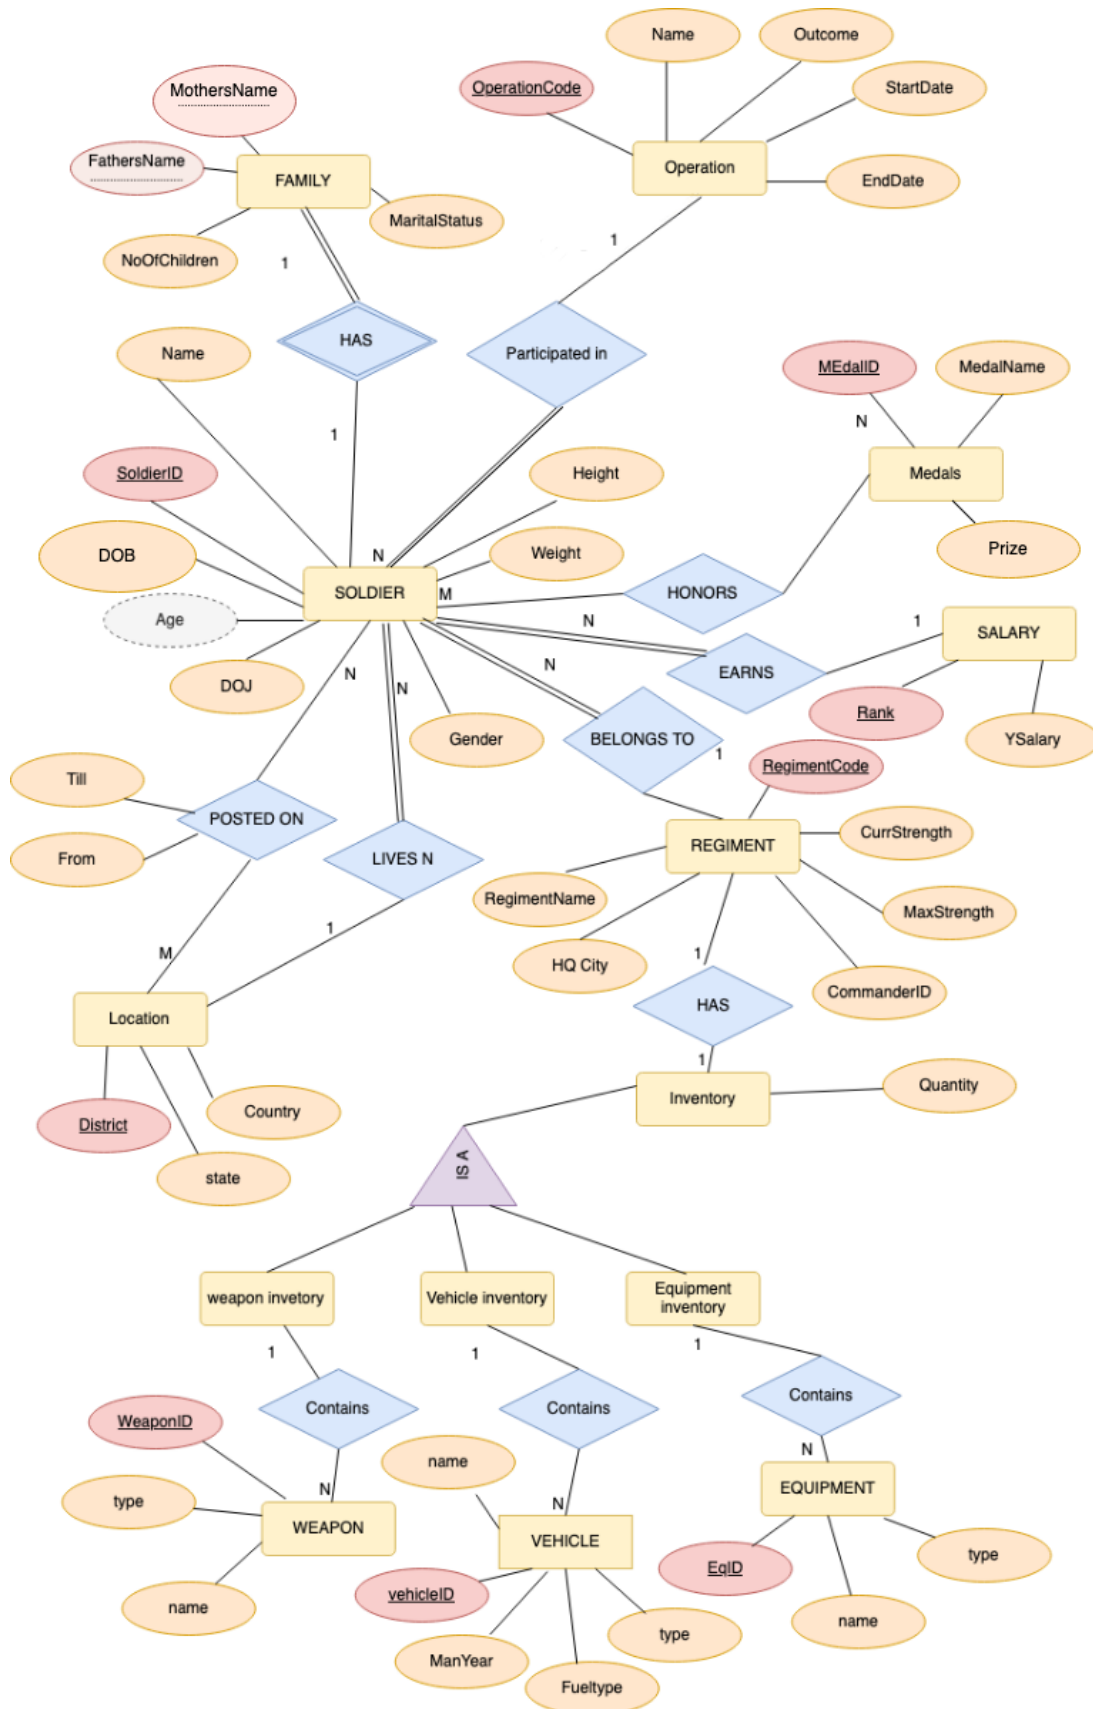 Name
Outcome
MothersName
OperationCode
StartDate
FathersName
FAMILY
Operation
EndDate
MaritalStatus
NoOfChildren
1
1
Name
HAS
Participated in
MEdalID
MedalName
N
1
SoldierID
Height
Medals
DOB
Weight
Prize
N
SOLDIER
M
HONORS
Age
N
1
SALARY
N
EARNS
DOJ
N
N
Rank
Gender
BELONGS TO
YSalary
1
RegimentCode
Till
POSTED ON
CurrStrength
REGIMENT
From
LIVES N
RegimentName
MaxStrength
1
M
1
HQ City
CommanderID
HAS
Location
1
Inventory
Quantity
District
Country
state
IS A
weapon invetory
Vehicle inventory
Equipment
inventory
1
1
1
Contains
Contains
Contains
WeaponID
name
N
type
N
N
EQUIPMENT
WEAPON
VEHICLE
type
EqID
vehicleID
name
name
type
ManYear
Fueltype